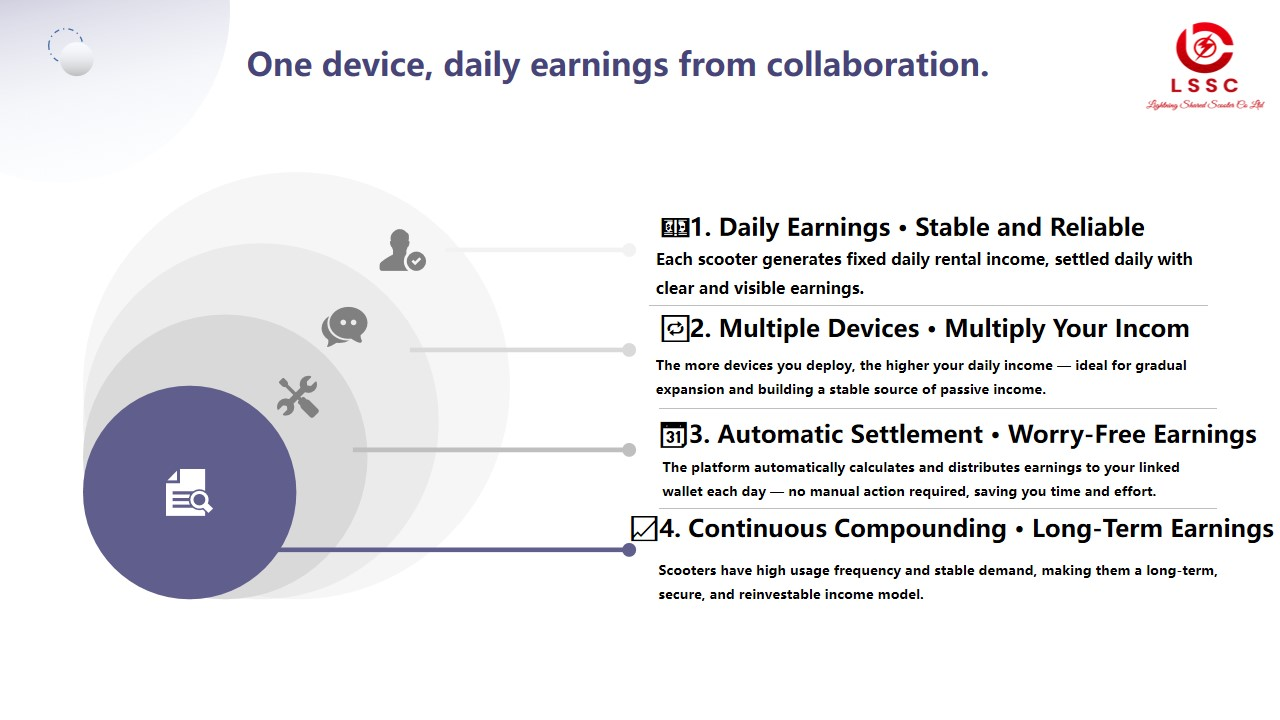 One device, daily earnings from collaboration.
LSSC
Lightning Shared Scooter Co Ltd
1. Daily Earnings • Stable and Reliable
Each scooter generates fixed daily rental income, settled daily with
clear and visible earnings.
2. Multiple Devices • Multiply Your Incom
The more devices you deploy, the higher your daily income — ideal for gradual
expansion and building a stable source of passive income.
31 3. Automatic Settlement • Worry-Free Earnings
The platform automatically calculates and distributes earnings to your linked
wallet each day — no manual action required, saving you time and effort.
4. Continuous Compounding • Long-Term Earnings
Scooters have high usage frequency and stable demand, making them a long-term,
secure, and reinvestable income model.